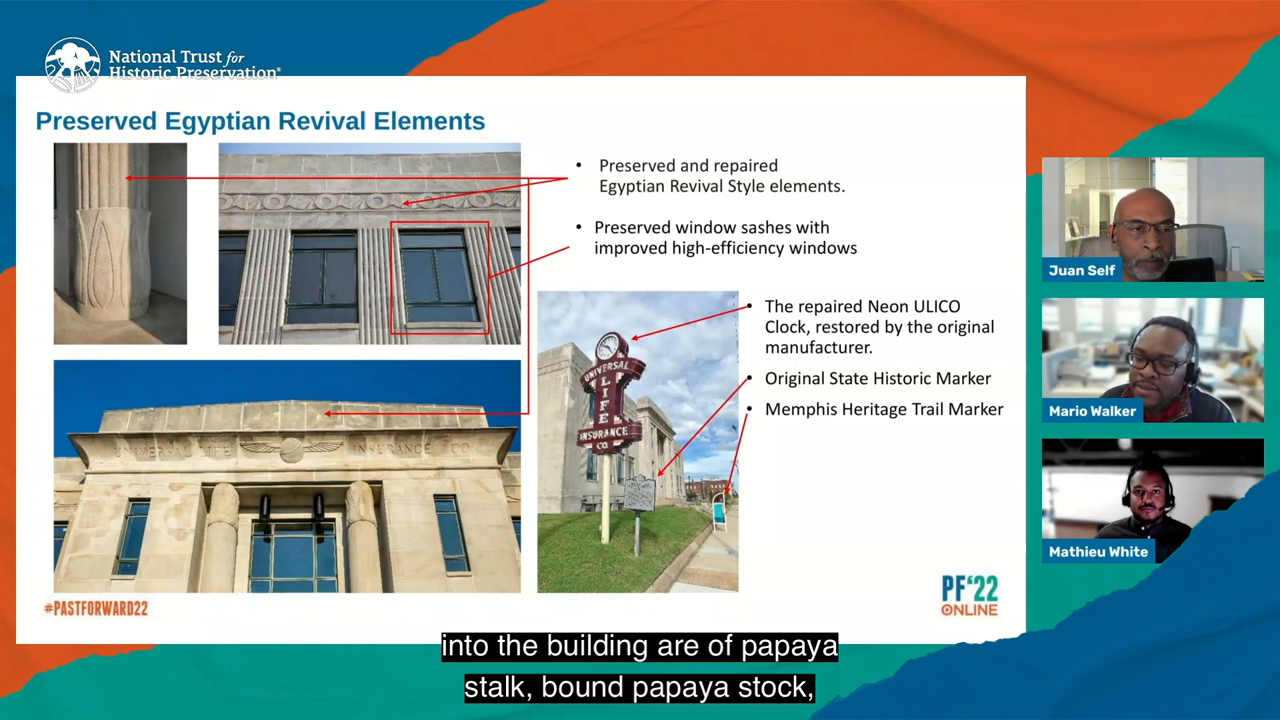 National Trust for
Historic Preservation®
Preserved Egyptian Revival Elements
• Preserved and repaired
Egyptian Revival Style elements.
• Preserved window sashes with
improved high-efficiency windows
• The repaired Neon ULICO
Clock, restored by the original
manufacturer.
• Original State Historic Marker
• Memphis Heritage Trail Marker
UNIVERSAL LIFE INSURANCE CO
UNIVERSAL
LIFE
INSURANCE
CO.
#PASTFORWARD22
PF'22
ONLINE
Juan Self
Mario Walker
Mathieu White
into the building are of papaya
stalk, bound papaya stock,